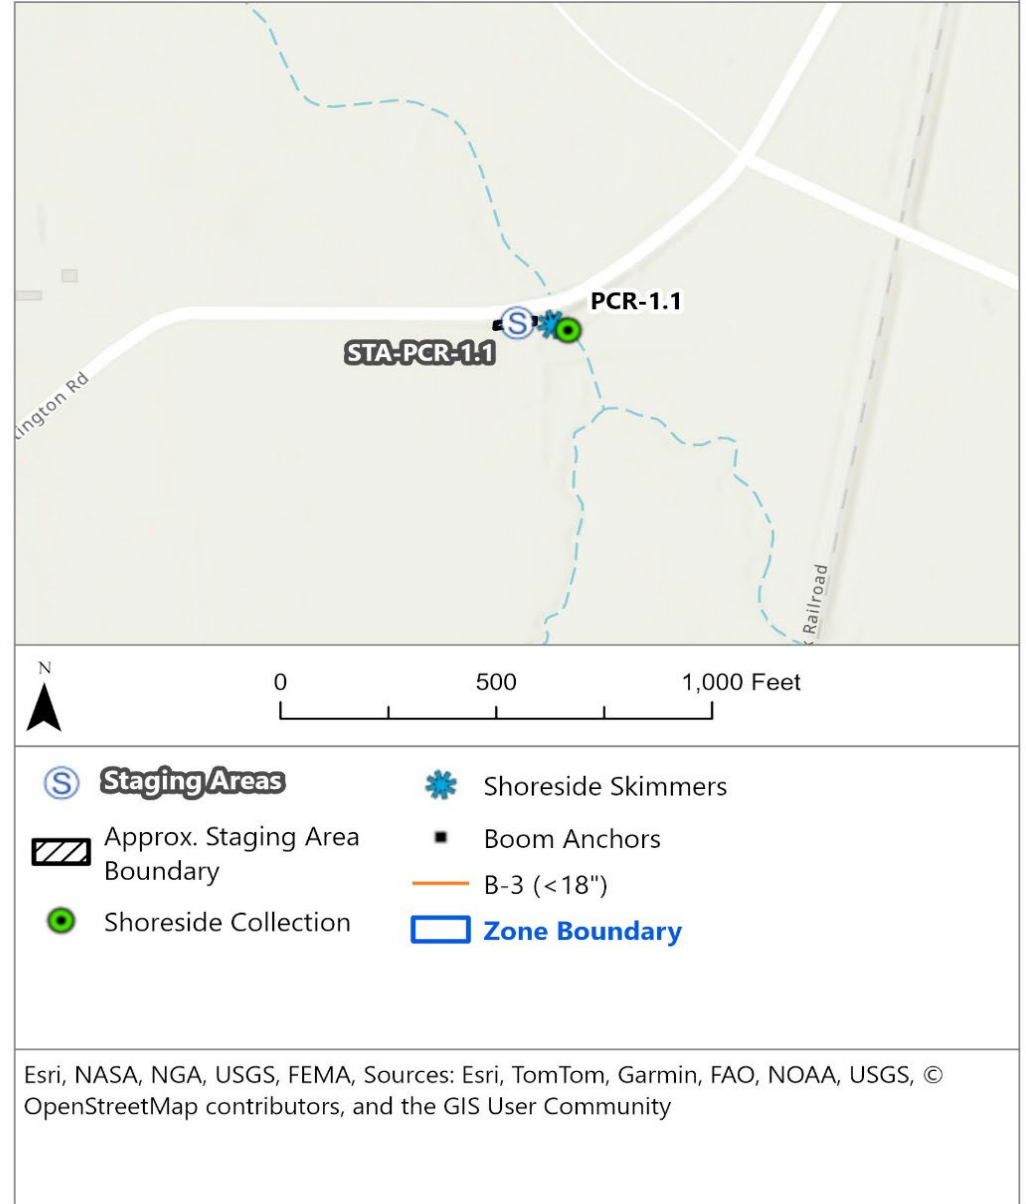 PCR-1.1
S
STA-PCR-1.1
Railroad
N
0 500 1,000 Feet
S Staging Areas
Approx. Staging Area
Boundary
Shoreside Collection
Shoreside Skimmers
Boom Anchors
B-3 (<18")
Zone Boundary
Esri, NASA, NGA, USGS, FEMA, Sources: Esri, TomTom, Garmin, FAO, NOAA, USGS, ©
OpenStreetMap contributors, and the GIS User Community